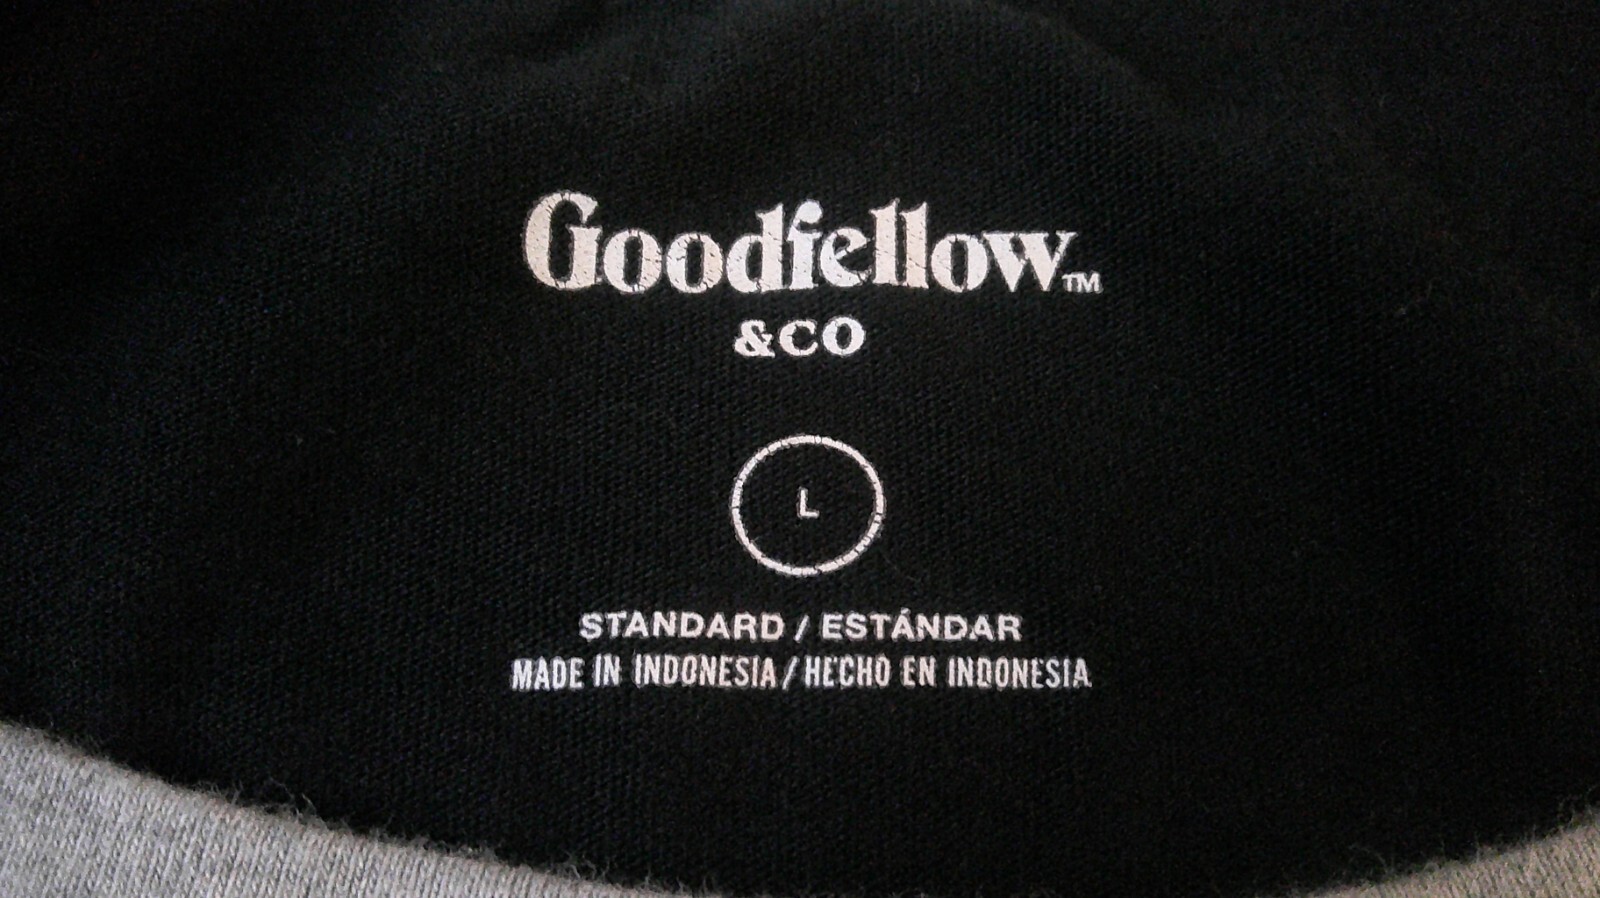 Goodfellow™
&CO
L
STANDARD / ESTÁNDAR
MADE IN INDONESIA / HECHO EN INDONESIA